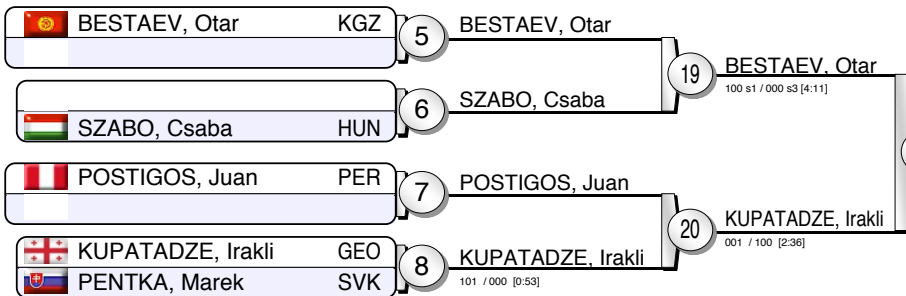 BESTAEV, Otar KGZ
5
BESTAEV, Otar
19
BESTAEV, Otar
100 s1 / 000 s3 [4:11]
6
SZABO, Csaba
SZABO, Csaba HUN
POSTIGOS, Juan PER
7
POSTIGOS, Juan
20
KUPATADZE, Irakli
001 / 100 [2:36]
KUPATADZE, Irakli GEO
8
KUPATADZE, Irakli
101 / 000 [0:53]
PENTKA, Marek SVK